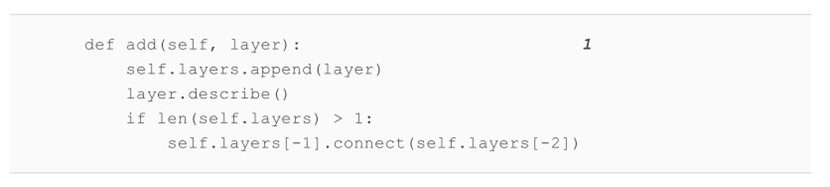 def add(self, layer): 1
    self.layers.append(layer)
    layer.describe()
    if len(self.layers) > 1:
        self.layers[-1].connect(self.layers[-2])